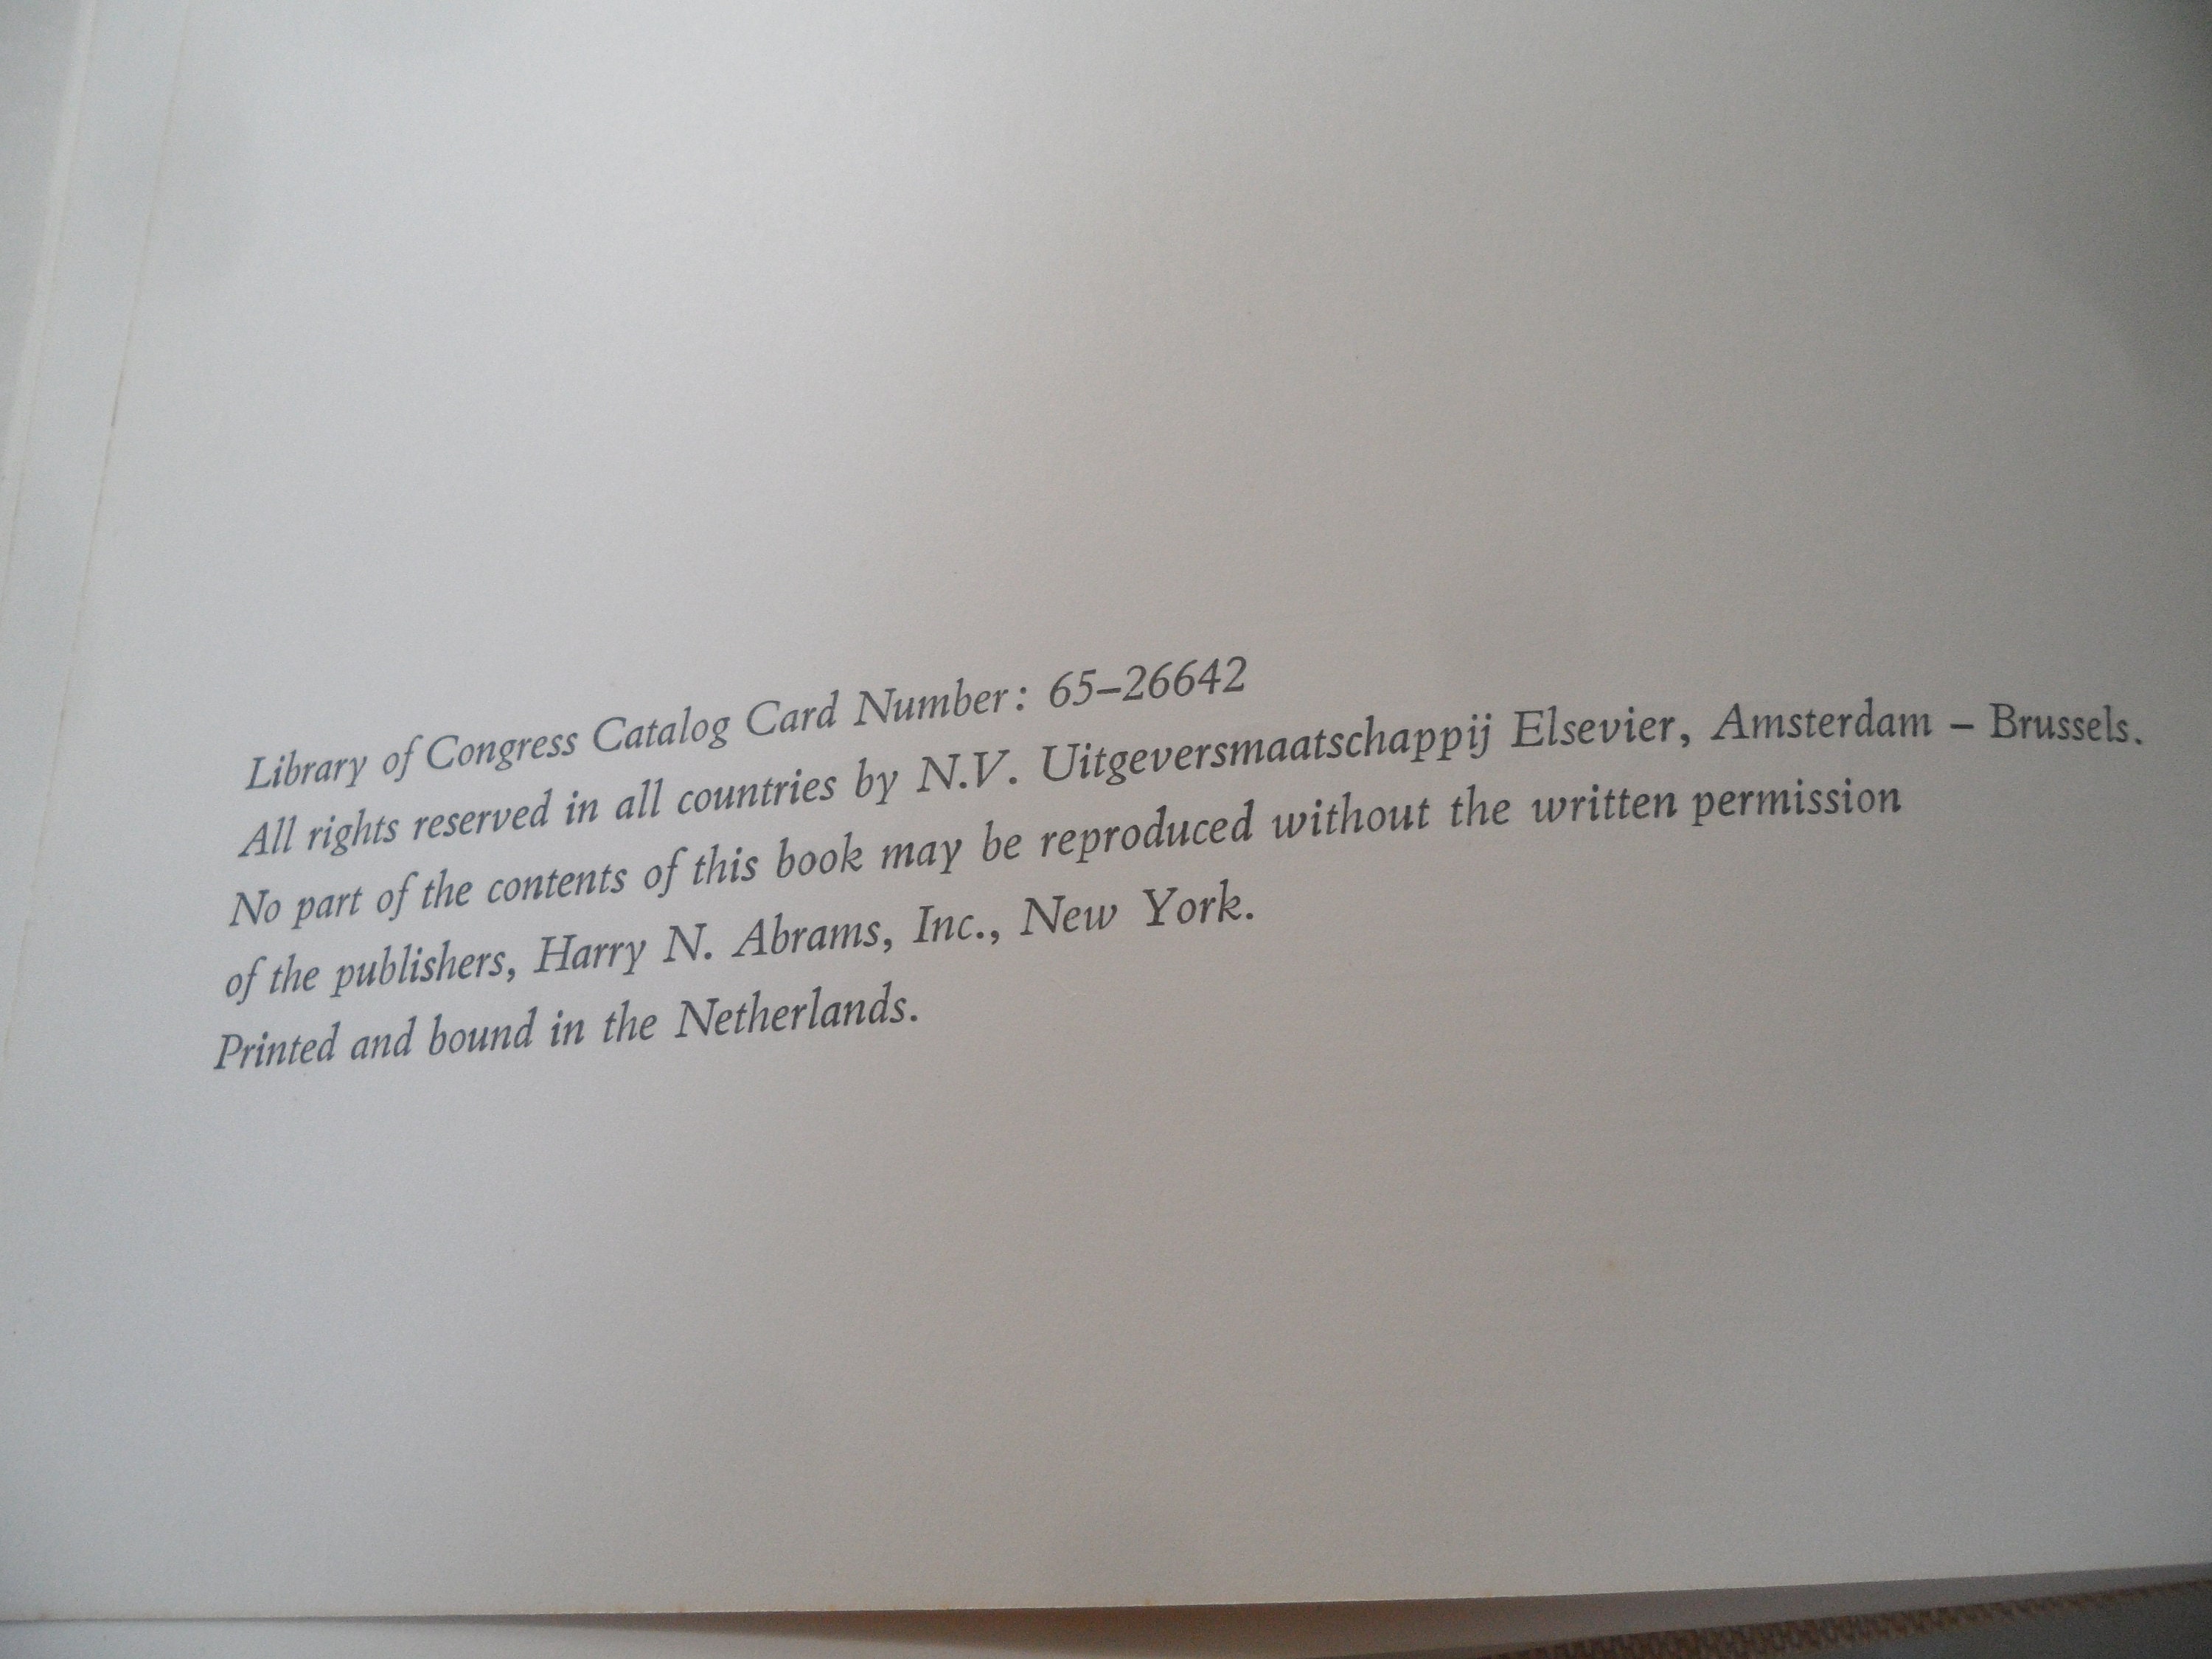 Library of Congress Catalog Card Number: 65–26642
All rights reserved in all countries by N.V. Uitgeversmaatschappij Elsevier, Amsterdam – Brussels.
No part of the contents of this book may be reproduced without the written permission
of the publishers, Harry N. Abrams, Inc., New York.
Printed and bound in the Netherlands.